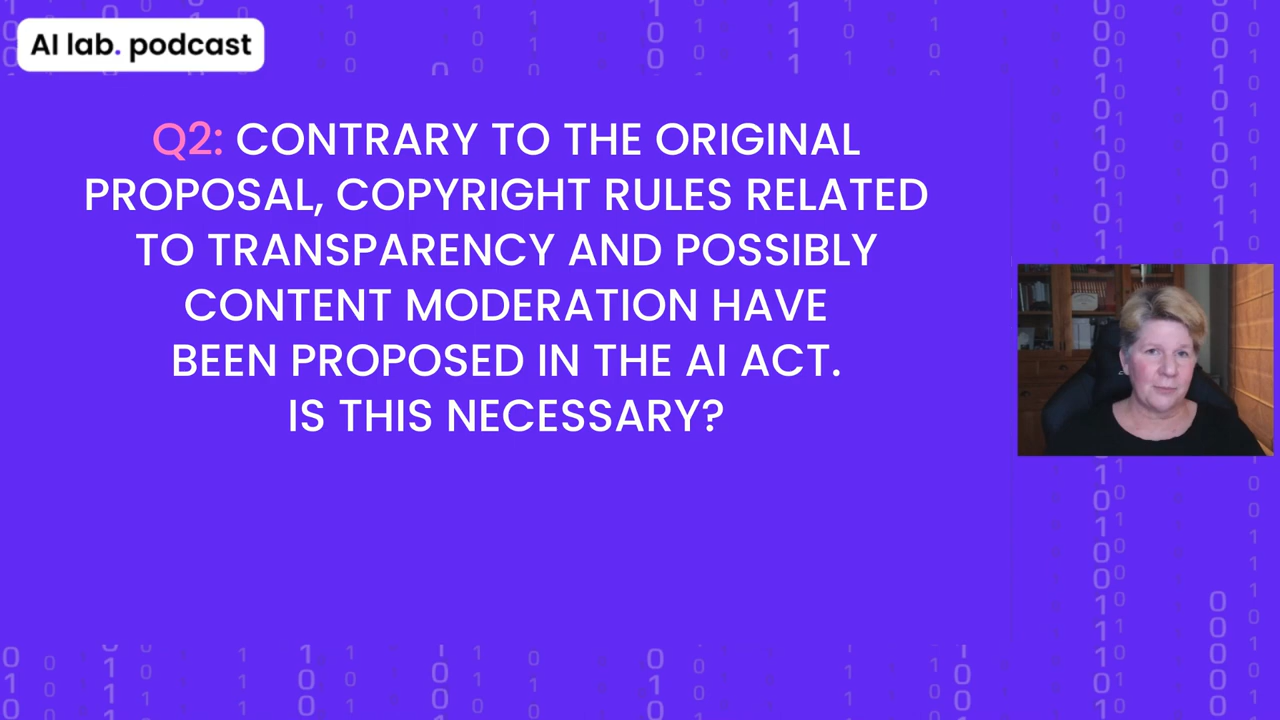 AI lab. podcast
Q2: CONTRARY TO THE ORIGINAL
PROPOSAL, COPYRIGHT RULES RELATED
TO TRANSPARENCY AND POSSIBLY
CONTENT MODERATION HAVE
BEEN PROPOSED IN THE AI ACT.
IS THIS NECESSARY?